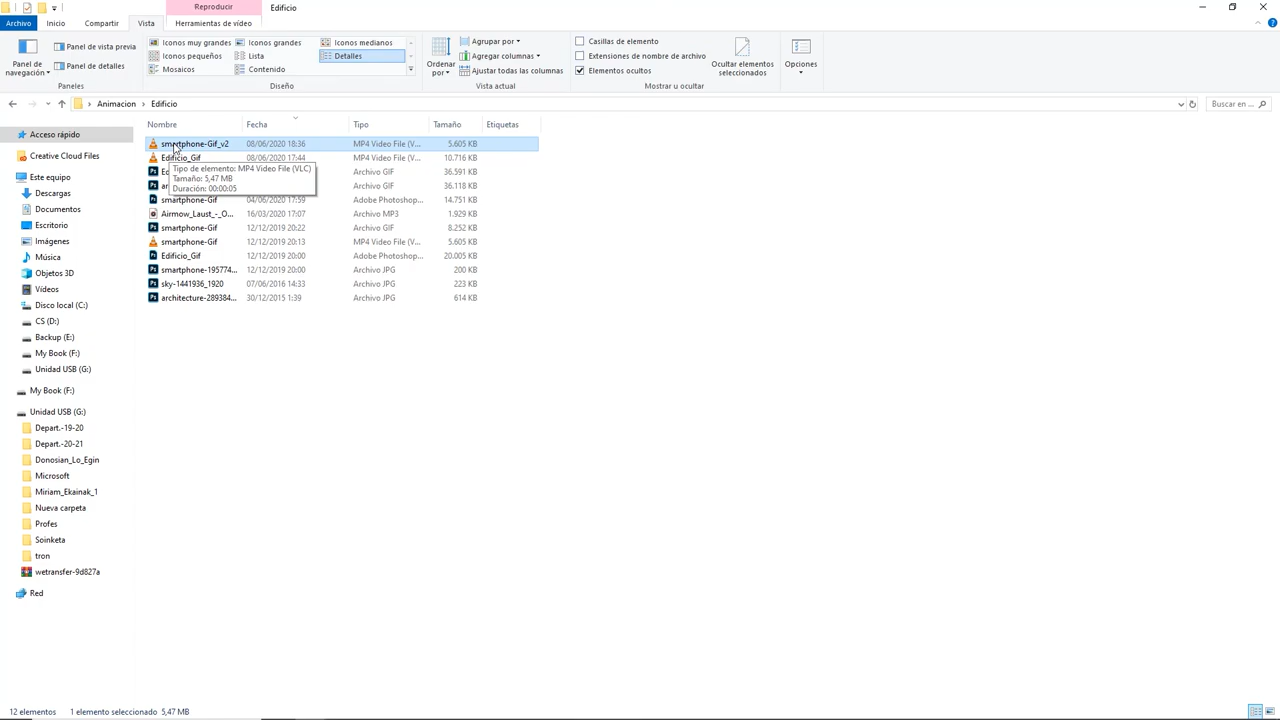 Reproducir
Edificio
Archivo
Inicio
Compartir
Vista
Herramientas de vídeo
Panel de navegación
Panel de vista previa
Panel de detalles
Paneles
Iconos muy grandes
Iconos grandes
Iconos medianos
Iconos pequeños
Lista
Detalles
Mosaicos
Contenido
Diseño
Ordenar por
Agrupar por
Agregar columnas
Ajustar todas las columnas
Vista actual
Casillas de elemento
Extensiones de nombre de archivo
Elementos ocultos
Ocultar elementos seleccionados
Mostrar u ocultar
Opciones
Animacion > Edificio
Buscar en ...
Nombre Fecha Tipo Tamaño Etiquetas
smartphone-Gif_v2 08/06/2020 18:36 MP4 Video File (V... 5.605 KB
Edificio_Gif 08/06/2020 17:44 MP4 Video File (V... 10.716 KB
Archivo GIF 36.591 KB
Archivo GIF 36.118 KB
smartphone-Gif 04/06/2020 17:59 Adobe Photoshop... 14.751 KB
Airmow_Laust_-_O... 16/03/2020 17:07 Archivo MP3 1.929 KB
smartphone-Gif 12/12/2019 20:22 Archivo GIF 8.252 KB
smartphone-Gif 12/12/2019 20:13 MP4 Video File (V... 5.605 KB
Edificio_Gif 12/12/2019 20:00 Adobe Photoshop... 20.005 KB
smartphone-195774... 12/12/2019 20:00 Archivo JPG 200 KB
sky-1441936_1920 07/06/2016 14:33 Archivo JPG 223 KB
architecture-289384... 30/12/2015 1:39 Archivo JPG 614 KB
Tipo de elemento: MP4 Video File (VLC)
Tamaño: 5,47 MB
Duración: 00:00:05
Acceso rápido
Creative Cloud Files
Este equipo
Descargas
Documentos
Escritorio
Imágenes
Música
Objetos 3D
Vídeos
Disco local (C:)
CS (D:)
Backup (E:)
My Book (F:)
Unidad USB (G:)
My Book (F:)
Unidad USB (G:)
Depart.-19-20
Depart.-20-21
Donosian_Lo_Egin
Microsoft
Miriam_Ekainak_1
Nueva carpeta
Profes
Soinketa
tron
wetransfer-9d827a
Red
12 elementos
1 elemento seleccionado 5,47 MB